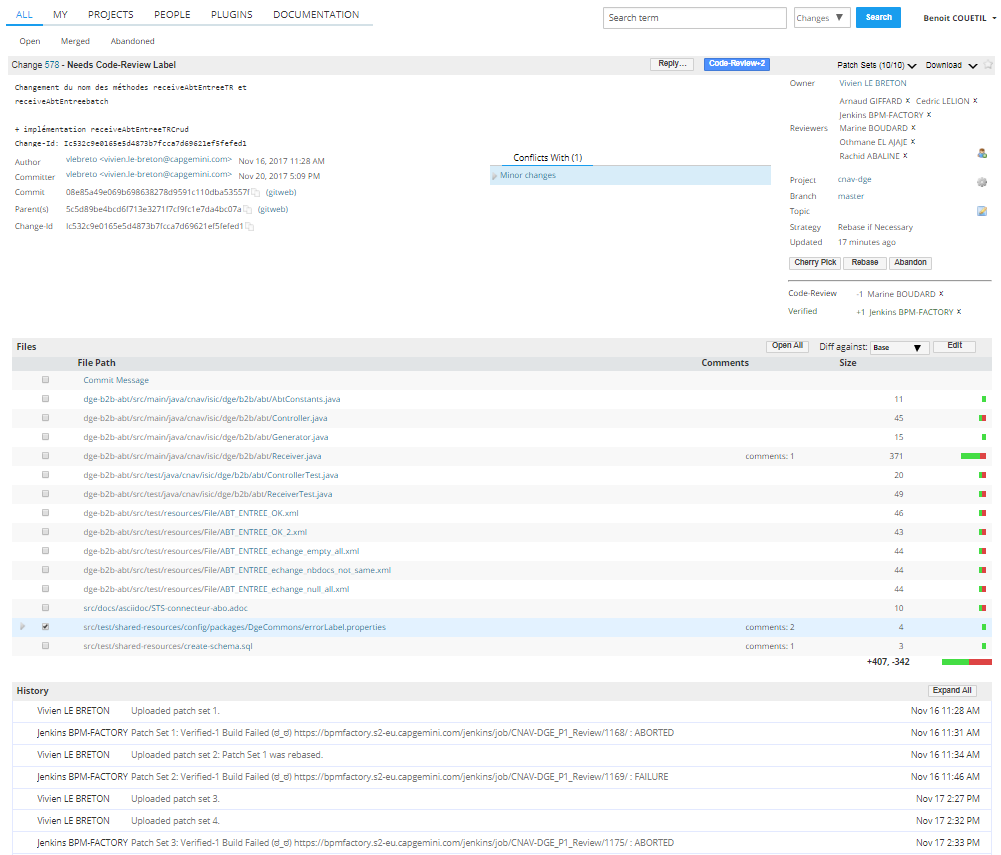 ALL MY PROJECTS PEOPLE PLUGINS DOCUMENTATION Search term Changes ▼ Search Benoit COUETIL
Open Merged Abandoned
Change 578 - Needs Code-Review Label Reply... Code-Review+2 Patch Sets (10/10) Download
Changement du nom des méthodes receiveAbtEntreeTR et
receiveAbtEntreebatch
+ implémentation receiveAbtEntreeTRCrud
Change-Id: Ic532c9e0165e5d4873b7fcca7d69621ef5fefed1
Author vlebreto <vivien.le-breton@capgemini.com> Nov 16, 2017 11:28 AM
Committer vlebreto <vivien.le-breton@capgemini.com> Nov 20, 2017 5:09 PM
Commit 08e85a49e069b698638278d9591c110dba53557f (gitweb)
Parent(s) 5c5d89be4bcd6f713e3271f7cf9fc1e7da4bc07a (gitweb)
Change-Id Ic532c9e0165e5d4873b7fcca7d69621ef5fefed1
Conflicts With (1)
Minor changes
Owner Vivien LE BRETON
Reviewers Arnaud GIFFARD x Cedric LELION x
Jenkins BPM-FACTORY x
Marine BOUDARD x
Othmane EL AJAJE x
Rachid ABALINE x
Project cnav-dge
Branch master
Topic
Strategy Rebase if Necessary
Updated 17 minutes ago
Cherry Pick Rebase Abandon
Code-Review -1 Marine BOUDARD x
Verified +1 Jenkins BPM-FACTORY x
Files Open All Diff against: Base ▼ Edit
File Path Comments Size
Commit Message
dge-b2b-abt/src/main/java/cnav/isic/dge/b2b/abt/AbtConstants.java 11
dge-b2b-abt/src/main/java/cnav/isic/dge/b2b/abt/Controller.java 45
dge-b2b-abt/src/main/java/cnav/isic/dge/b2b/abt/Generator.java 15
dge-b2b-abt/src/main/java/cnav/isic/dge/b2b/abt/Receiver.java comments: 1 371
dge-b2b-abt/src/test/java/cnav/isic/dge/b2b/abt/ControllerTest.java 20
dge-b2b-abt/src/test/java/cnav/isic/dge/b2b/abt/ReceiverTest.java 49
dge-b2b-abt/src/test/resources/File/ABT_ENTREE_OK.xml 46
dge-b2b-abt/src/test/resources/File/ABT_ENTREE_OK_2.xml 43
dge-b2b-abt/src/test/resources/File/ABT_ENTREE_echange_empty_all.xml 44
dge-b2b-abt/src/test/resources/File/ABT_ENTREE_echange_nbdocs_not_same.xml 44
dge-b2b-abt/src/test/resources/File/ABT_ENTREE_echange_null_all.xml 44
src/docs/asciidoc/STS-connecteur-abo.adoc 10
src/test/shared-resources/config/packages/DgeCommons/errorLabel.properties comments: 2 4
src/test/shared-resources/create-schema.sql comments: 1 3
+407, -342
History Expand All
Vivien LE BRETON Uploaded patch set 1. Nov 16 11:28 AM
Jenkins BPM-FACTORY Patch Set 1: Verified-1 Build Failed (ಠ_ಠ) https://bpmfactory.s2-eu.capgemini.com/jenkins/job/CNAV-DGE_P1_Review/1168/ : ABORTED Nov 16 11:31 AM
Vivien LE BRETON Uploaded patch set 2: Patch Set 1 was rebased. Nov 16 11:34 AM
Jenkins BPM-FACTORY Patch Set 2: Verified-1 Build Failed (ಠ_ಠ) https://bpmfactory.s2-eu.capgemini.com/jenkins/job/CNAV-DGE_P1_Review/1169/ : FAILURE Nov 16 11:46 AM
Vivien LE BRETON Uploaded patch set 3. Nov 17 2:27 PM
Vivien LE BRETON Uploaded patch set 4. Nov 17 2:32 PM
Jenkins BPM-FACTORY Patch Set 3: Verified-1 Build Failed (ಠ_ಠ) https://bpmfactory.s2-eu.capgemini.com/jenkins/job/CNAV-DGE_P1_Review/1175/ : ABORTED Nov 17 2:33 PM